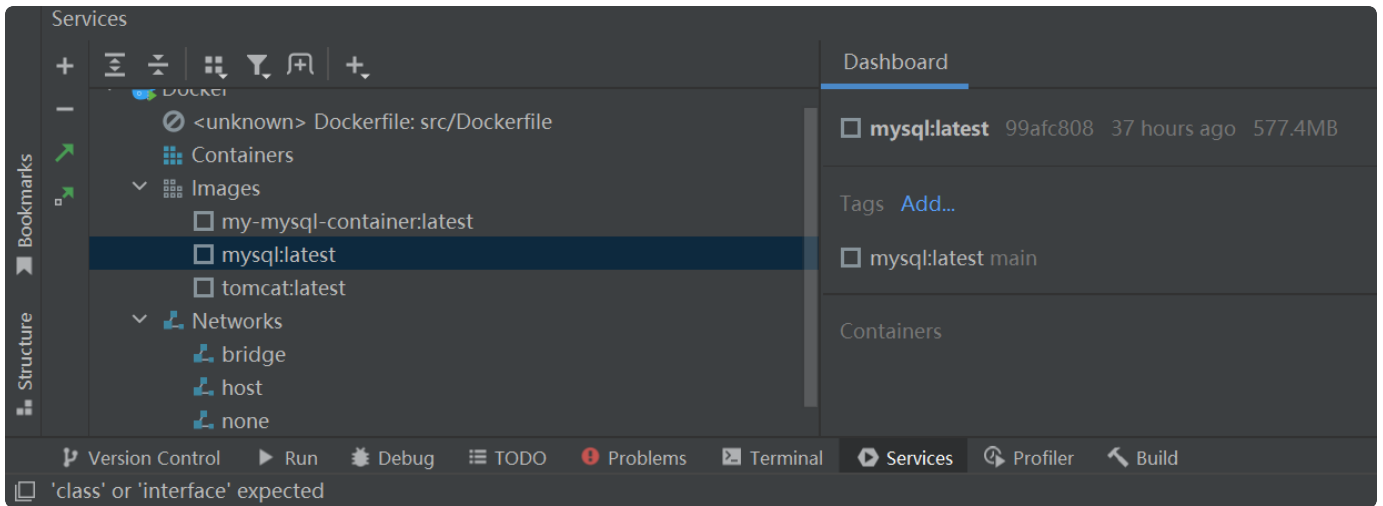 Services
Dashboard
Docker
<unknown> Dockerfile: src/Dockerfile
Containers
Images
my-mysql-container:latest
mysql:latest
tomcat:latest
Networks
bridge
host
none
mysql:latest 99afc808 37 hours ago 577.4MB
Tags Add...
mysql:latest main
Containers
Bookmarks
Structure
Version Control Run Debug TODO Problems Terminal Services Profiler Build
'class' or 'interface' expected